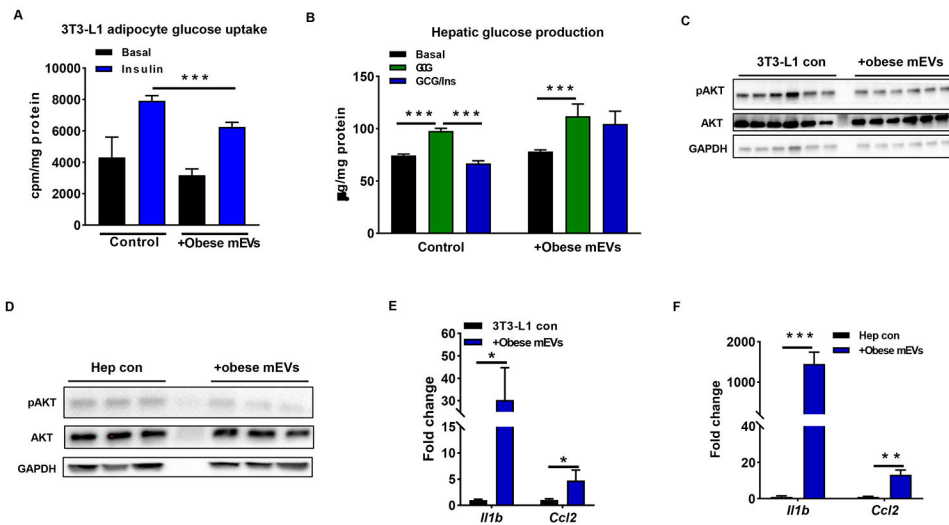 A
3T3-L1 adipocyte glucose uptake
Basal
Insulin
***
10000
8000
6000
4000
2000
0
cpm/mg protein
Control
+Obese mEVs
B
Hepatic glucose production
Basal
GCG
GCG/Ins
***
***
***
150
100
50
0
µg/mg protein
Control
+Obese mEVs
C
3T3-L1 con
+obese mEVs
pAKT
AKT
GAPDH
D
Hep con
+obese mEVs
pAKT
AKT
GAPDH
E
3T3-L1 con
+Obese mEVs
*
*
60
50
40
30
20
15
10
5
0
Fold change
Il1b
Ccl2
F
Hep con
+Obese mEVs
***
**
2000
1000
40
20
0
Fold change
Il1b
Ccl2